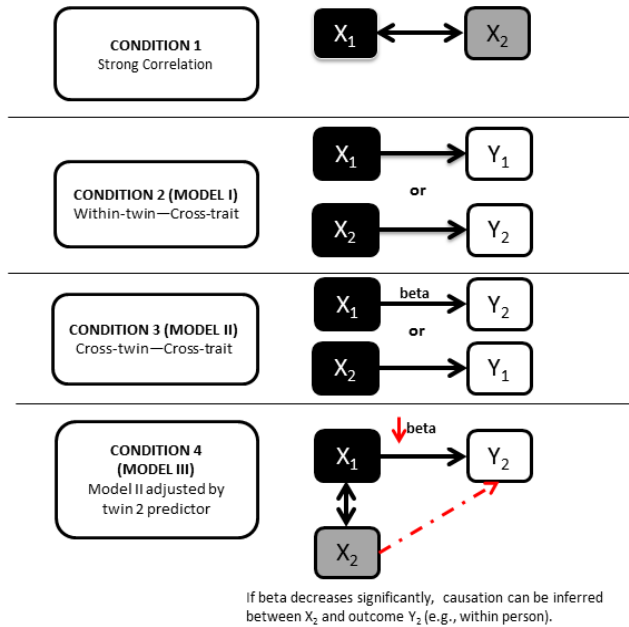 CONDITION 1
Strong Correlation
X1
X2
CONDITION 2 (MODEL I)
Within-twin—Cross-trait
X1
Y1
or
X2
Y2
CONDITION 3 (MODEL II)
Cross-twin—Cross-trait
X1
beta
Y2
or
X2
Y1
CONDITION 4
(MODEL III)
Model II adjusted by
twin 2 predictor
X1
beta
Y2
X2
If beta decreases significantly, causation can be inferred
between X2 and outcome Y2 (e.g., within person).